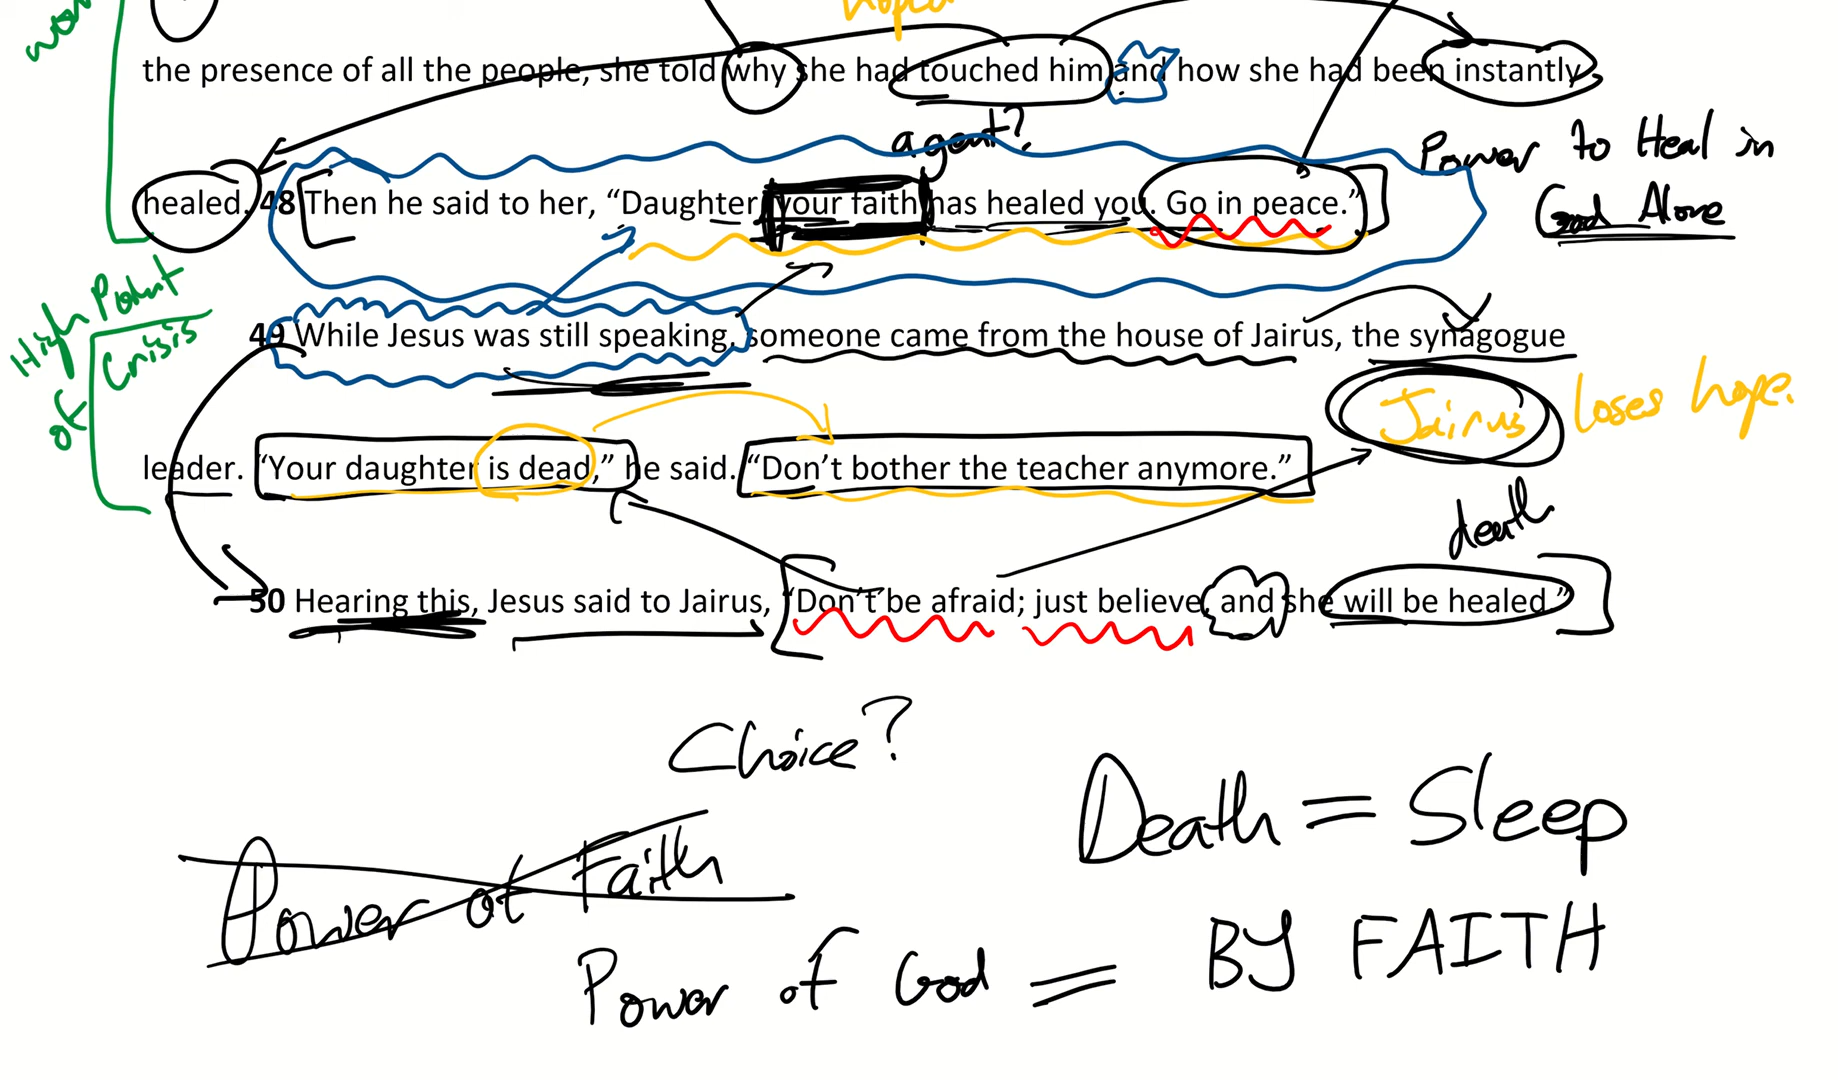 the presence of all the people, she told why she had touched him and how she had been instantly
agent?
Power to Heal in
God Alone
healed. 48 Then he said to her, “Daughter, your faith has healed you. Go in peace.”
High Point
of Crisis
49 While Jesus was still speaking, someone came from the house of Jairus, the synagogue
Jairus loses hope.
leader. “Your daughter is dead,” he said. “Don’t bother the teacher anymore.”
death
50 Hearing this, Jesus said to Jairus, “Don’t be afraid; just believe, and she will be healed.”
Choice?
Death = Sleep
Power of Faith
BY FAITH
Power of God =